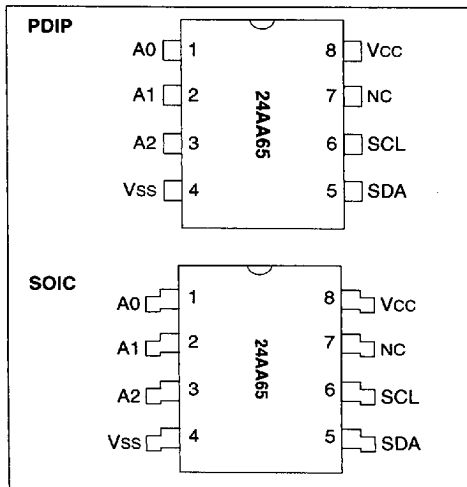 PDIP
A0 1 8 VCC
A1 2 7 NC
24AA65
A2 3 6 SCL
VSS 4 5 SDA
SOIC
A0 1 8 VCC
A1 2 7 NC
24AA65
A2 3 6 SCL
VSS 4 5 SDA